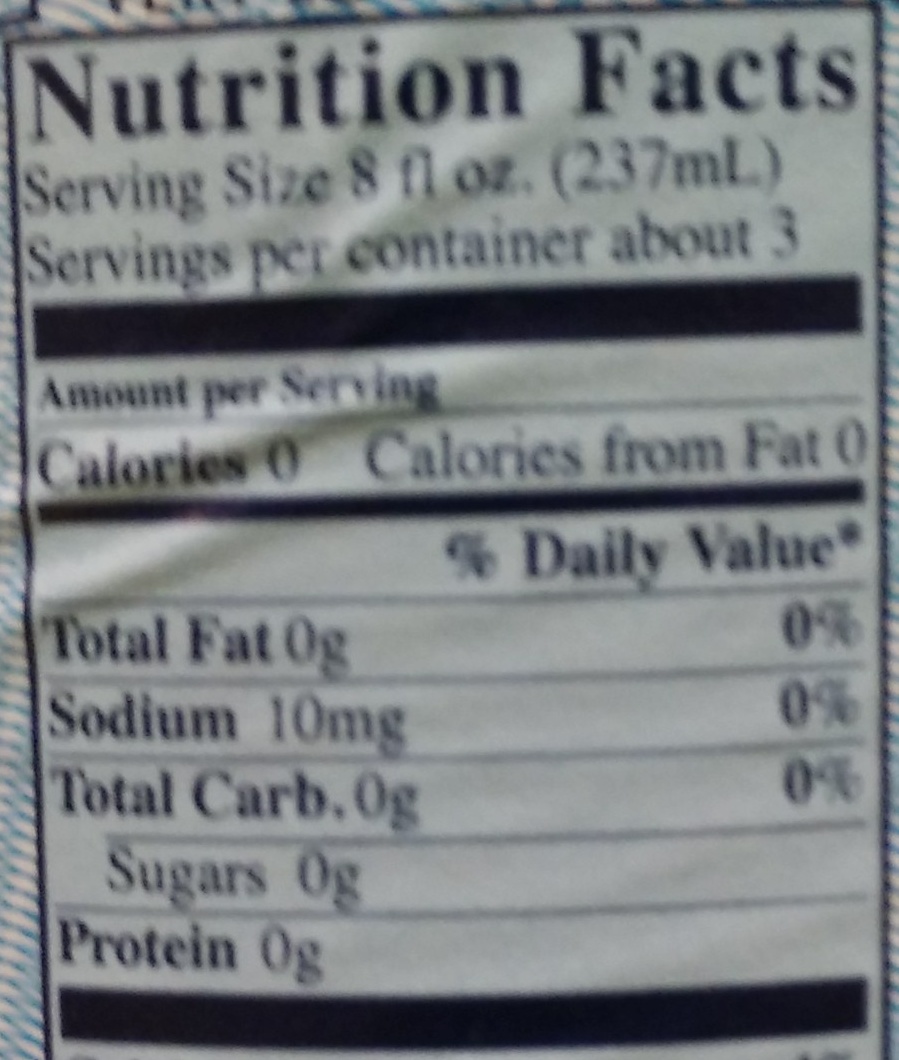 Nutrition Facts
Serving Size 8 fl oz. (237mL)
Servings per container about 3
Amount per Serving
Calories 0 Calories from Fat 0
% Daily Value*
Total Fat 0g 0%
Sodium 10mg 0%
Total Carb. 0g 0%
Sugars 0g
Protein 0g